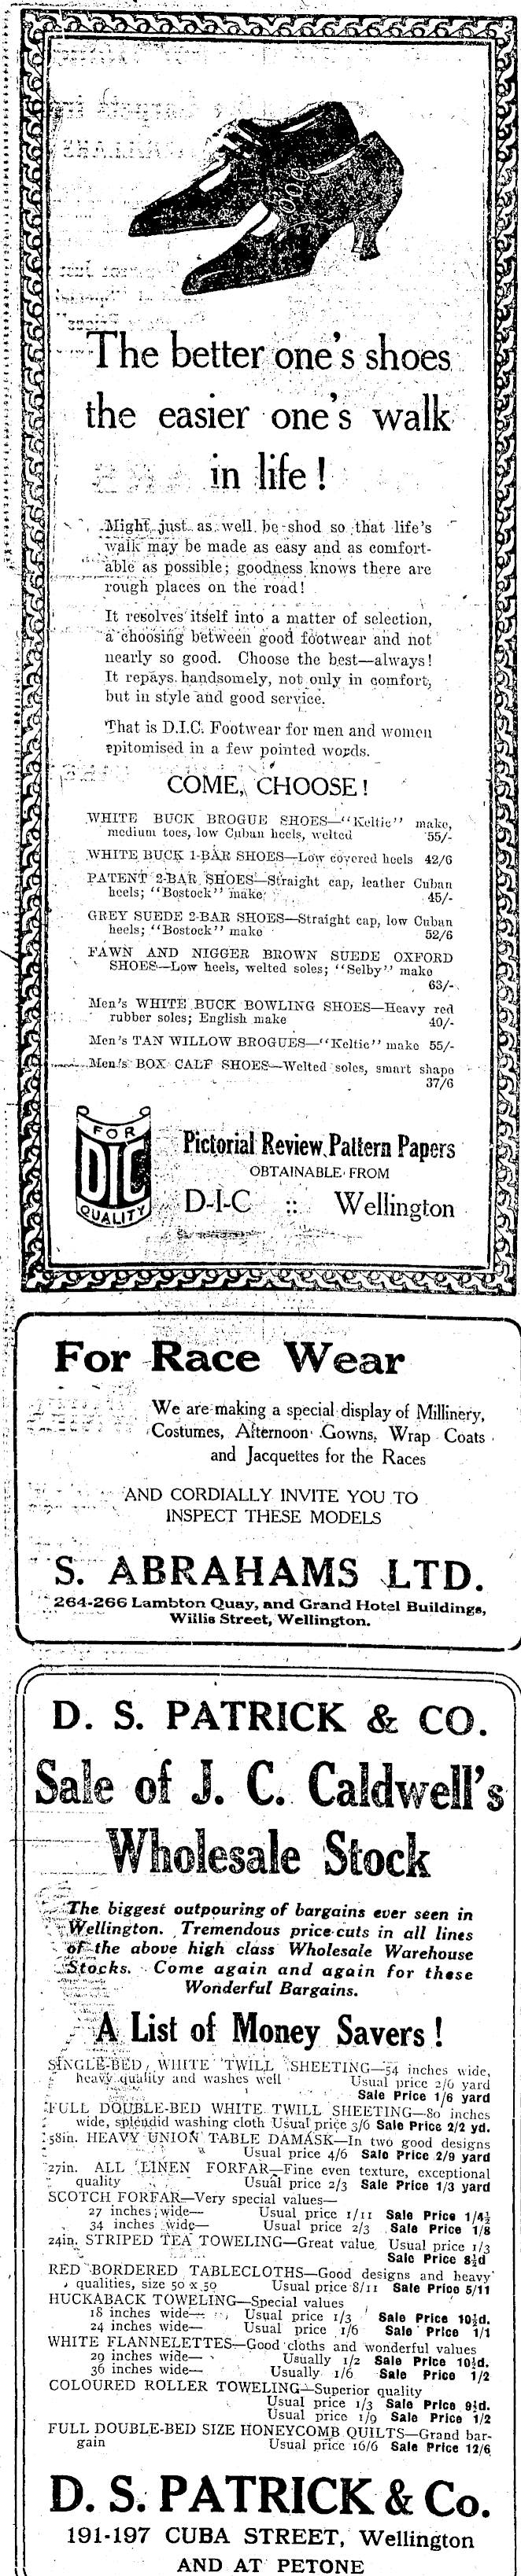 The better one's shoes
the easier one's walk
in life!
Might just as well be shod so that life's
walk may be made as easy and as comfort-
able as possible; goodness knows there are
rough places on the road!
It resolves itself into a matter of selection,
a choosing between good footwear and not
nearly so good. Choose the best—always!
It repays handsomely, not only in comfort,
but in style and good service.
That is D.I.C. Footwear for men and women
epitomised in a few pointed words.
COME, CHOOSE!
WHITE BUCK BROGUE SHOES—"Keltic" make,
medium toes, low Cuban heels, welted 55/-
WHITE BUCK 1-BAR SHOES—Low covered heels 42/6
PATENT 2-BAR SHOES—Straight cap, leather Cuban
heels; "Bostock" make 45/-
GREY SUEDE 2-BAR SHOES—Straight cap, low Cuban
heels; "Bostock" make 52/6
FAWN AND NIGGER BROWN SUEDE OXFORD
SHOES—Low heels, welted soles; "Selby" make
63/-
Men's WHITE BUCK BOWLING SHOES—Heavy red
rubber soles; English make 40/-
Men's TAN WILLOW BROGUES—"Keltic" make 55/-
Men's BOX CALF SHOES—Welted soles, smart shape
37/6
FOR
DIC
QUALITY
Pictorial Review Pattern Papers
OBTAINABLE FROM
D-I-C :: Wellington
For Race Wear
We are making a special display of Millinery,
Costumes, Afternoon Gowns, Wrap Coats
and Jacquettes for the Races
AND CORDIALLY INVITE YOU TO
INSPECT THESE MODELS
S. ABRAHAMS LTD.
264-266 Lambton Quay, and Grand Hotel Buildings,
Willis Street, Wellington.
D. S. PATRICK & CO.
Sale of J. C. Caldwell's
Wholesale Stock
The biggest outpouring of bargains ever seen in
Wellington. Tremendous price-cuts in all lines
of the above high class Wholesale Warehouse
Stocks. Come again and again for these
Wonderful Bargains.
A List of Money Savers!
SINGLE-BED WHITE TWILL SHEETING—54 inches wide,
heavy quality and washes well Usual price 2/6 yard
Sale Price 1/6 yard
FULL DOUBLE-BED WHITE TWILL SHEETING—80 inches
wide, splendid washing cloth Usual price 3/6 Sale Price 2/2 yd.
58in. HEAVY UNION TABLE DAMASK—In two good designs
Usual price 4/6 Sale Price 2/9 yard
27in. ALL LINEN FORFAR—Fine even texture, exceptional
quality Usual price 2/3 Sale Price 1/3 yard
SCOTCH FORFAR—Very special values—
27 inches wide— Usual price 1/11 Sale Price 1/4½
34 inches wide— Usual price 2/3 Sale Price 1/8
24in. STRIPED TEA TOWELING—Great value Usual price 1/3
Sale Price 8½d
RED BORDERED TABLECLOTHS—Good designs and heavy
qualities, size 50 x 50 Usual price 8/11 Sale Price 5/11
HUCKABACK TOWELING—Special values
18 inches wide— Usual price 1/3 Sale Price 10½d.
24 inches wide— Usual price 1/6 Sale Price 1/1
WHITE FLANNELETTES—Good cloths and wonderful values
29 inches wide— Usually 1/2 Sale Price 10½d.
36 inches wide— Usually 1/6 Sale Price 1/2
COLOURED ROLLER TOWELING—Superior quality
Usual price 1/3 Sale Price 9½d.
Usual price 1/9 Sale Price 1/2
FULL DOUBLE-BED SIZE HONEYCOMB QUILTS—Grand bar-
gain Usual price 16/6 Sale Price 12/6
D. S. PATRICK & Co.
191-197 CUBA STREET, Wellington
AND AT PETONE